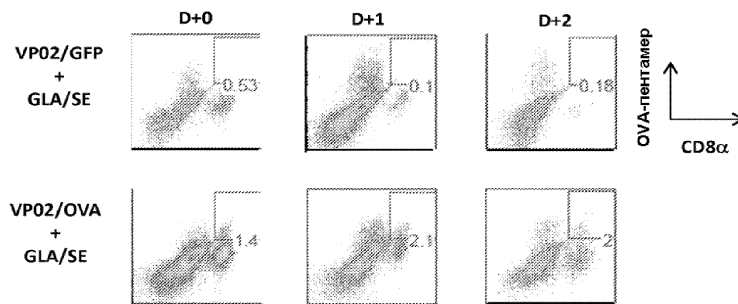 D+0 D+1 D+2
VP02/GFP
+
GLA/SE
0.53 0.1 0.18
OVA-пентамер
CD8α
VP02/OVA
+
GLA/SE
1.4 2.1 2